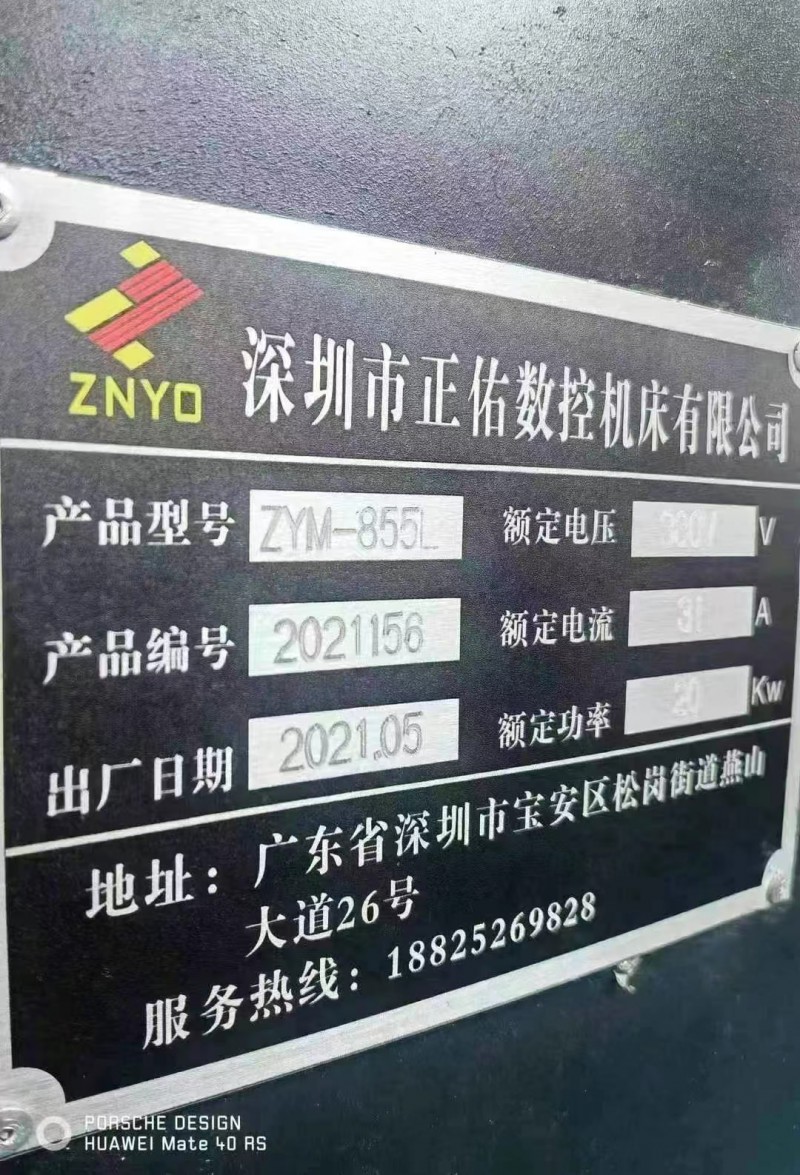 ZNYO
深圳市正佑数控机床有限公司
产品型号 ZYM-855L 额定电压 380V V
产品编号 2021156 额定电流 31 A
出厂日期 2021.05 额定功率 20 Kw
地址：广东省深圳市宝安区松岗街道燕山
大道26号
服务热线：18825269828
PORSCHE DESIGN
HUAWEI Mate 40 RS